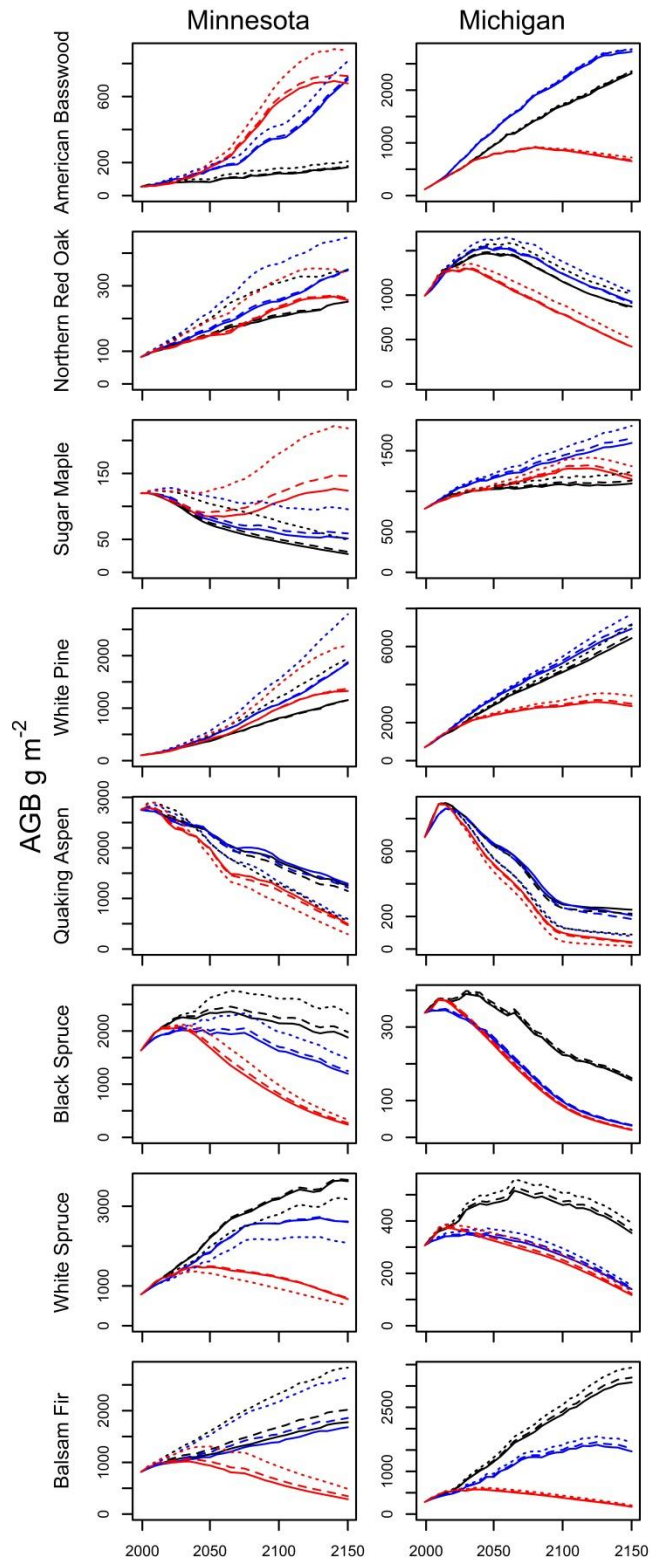 Minnesota Michigan
AGB g m-2
American Basswood
0 200 600
0 1000 2000
Northern Red Oak
0 100 300
0 500 1000
Sugar Maple
0 50 150
0 500 1500
White Pine
0 1000 2000
0 2000 6000
Quaking Aspen
0 1000 2000 3000
0 200 600
Black Spruce
0 1000 2000
0 100 300
White Spruce
0 1000 3000
0 200 400
Balsam Fir
0 1000 2000
0 1000 2500
2000 2050 2100 2150 2000 2050 2100 2150